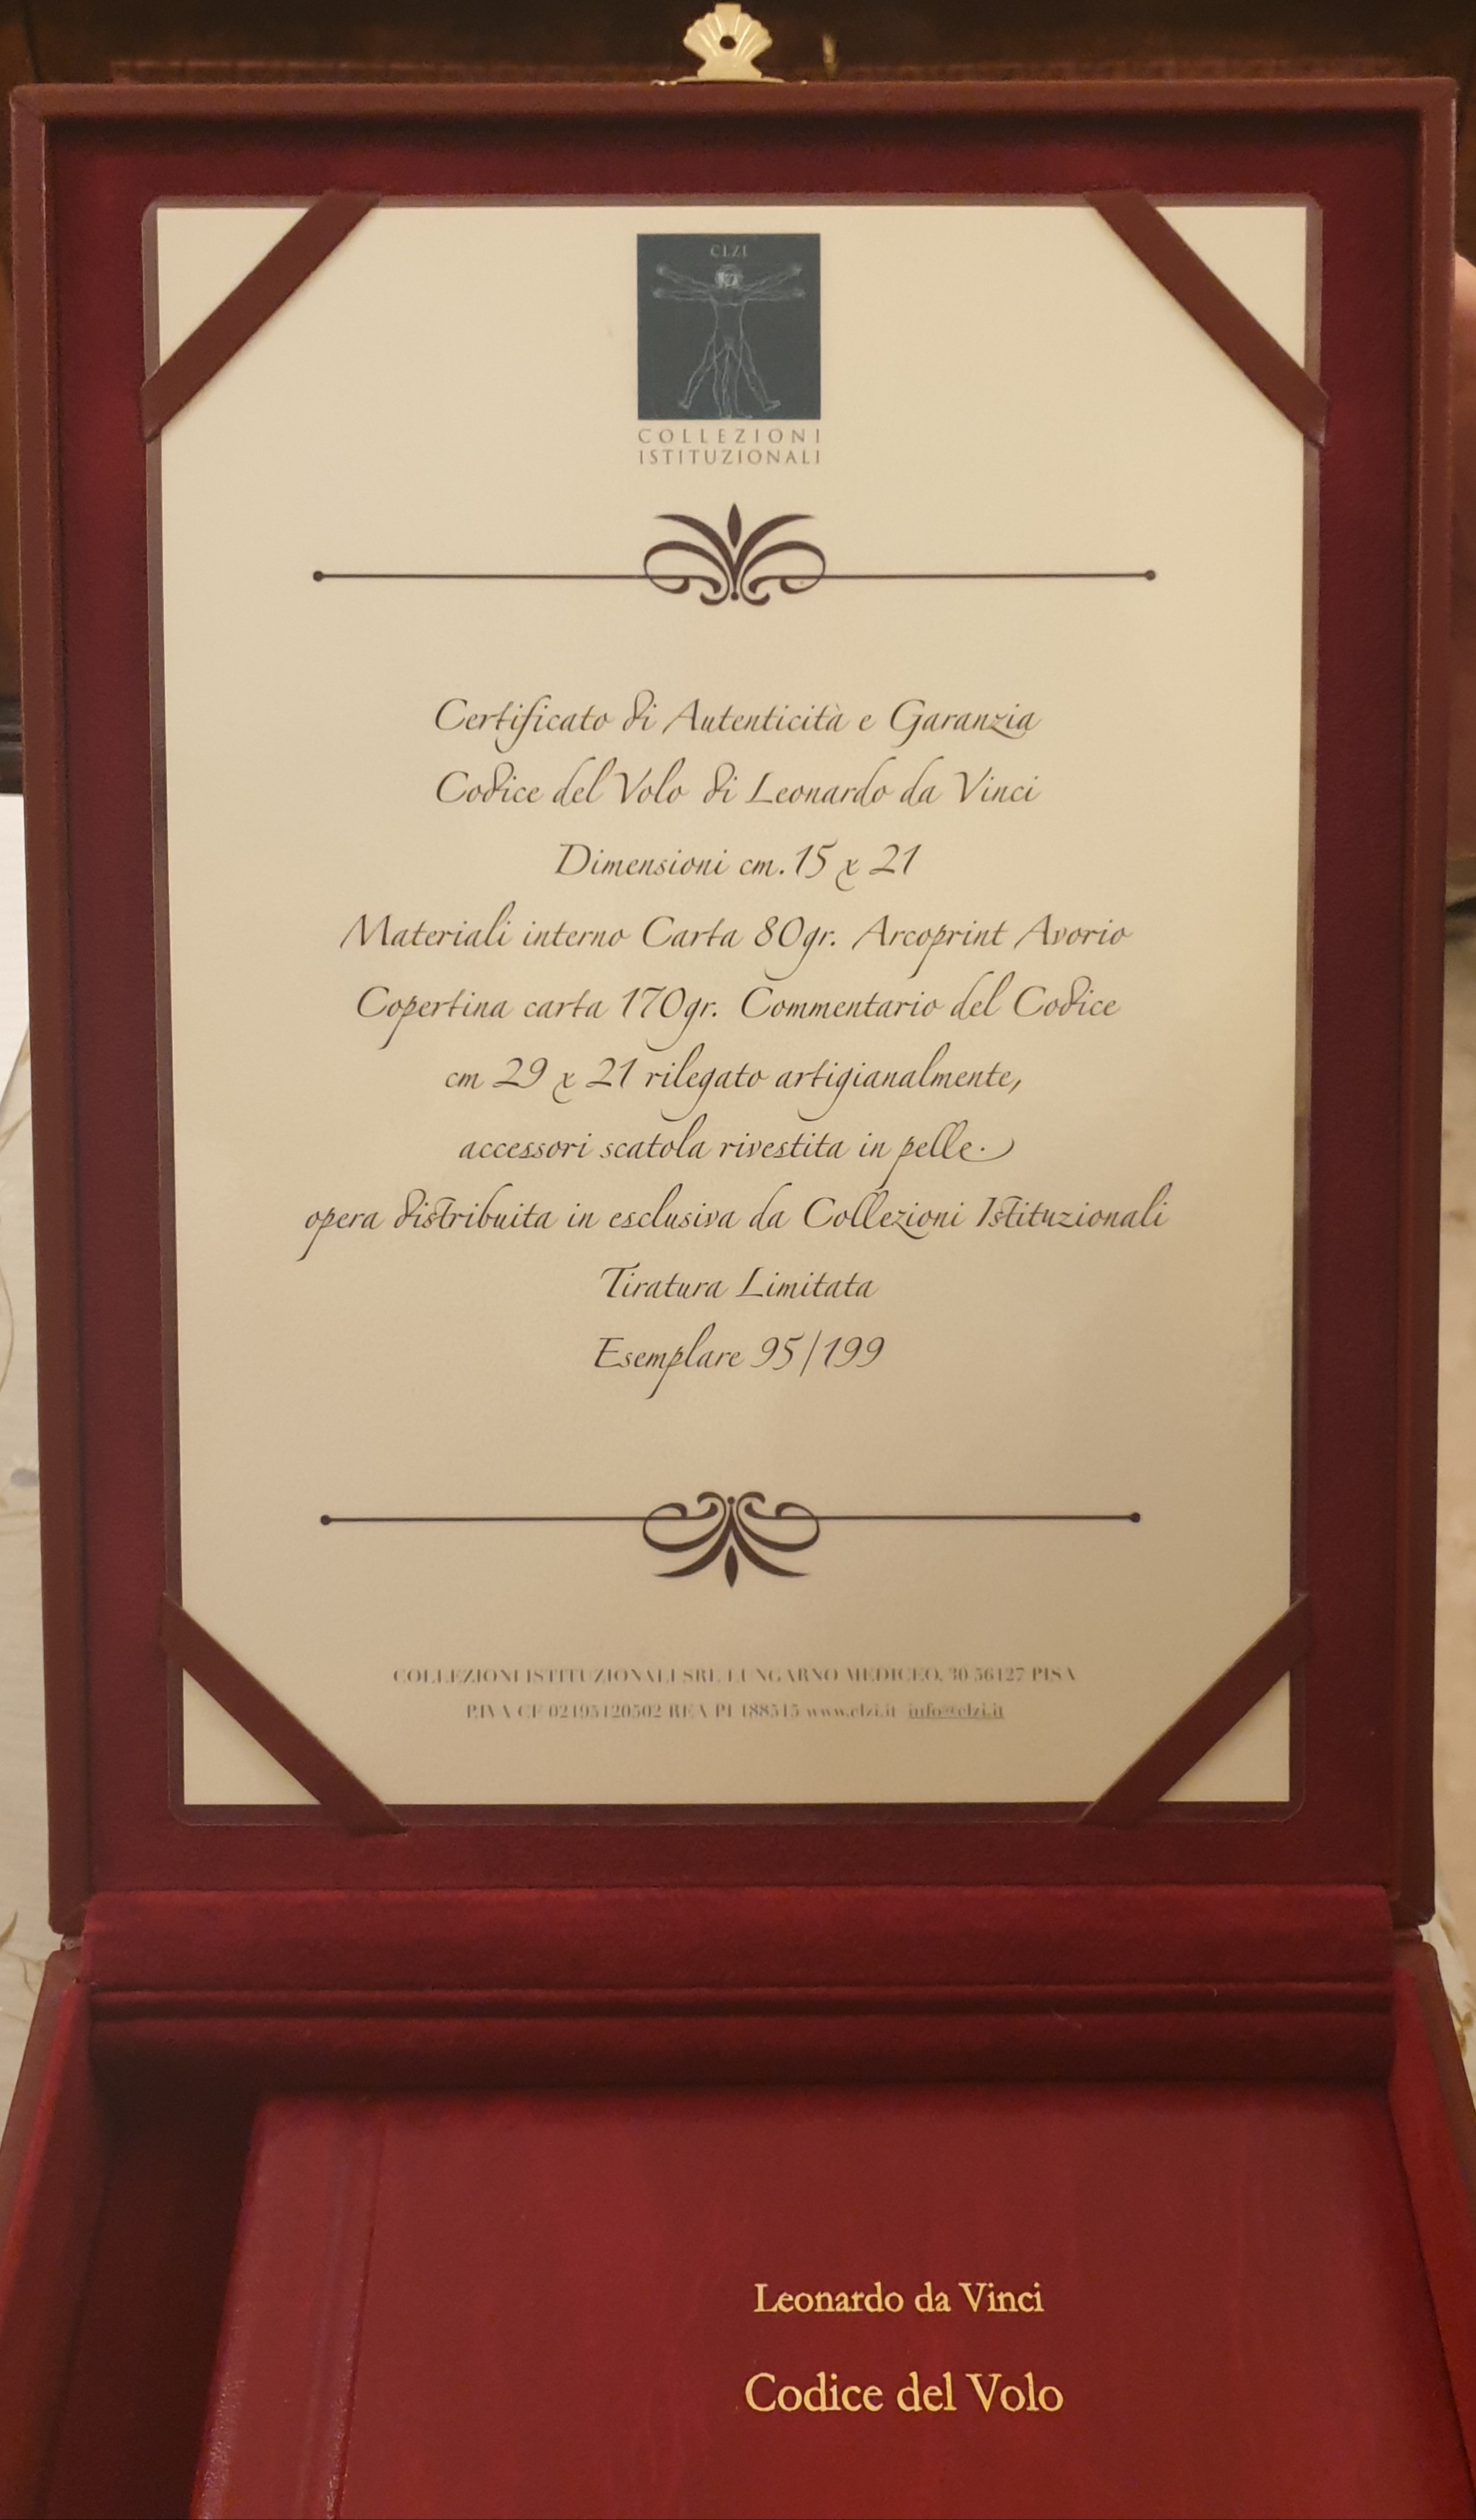 CLZI
COLLEZIONI
ISTITUZIONALI
Certificato di Autenticità e Garanzia
Codice del Volo di Leonardo da Vinci
Dimensioni cm. 15 x 21
Materiali interno Carta 80gr. Arcoprint Avorio
Copertina carta 170gr. Commentario del Codice
cm 29 x 21 rilegato artigianalmente,
accessori scatola rivestita in pelle.
opera distribuita in esclusiva da Collezioni Istituzionali
Tiratura Limitata
Esemplare 95/199
COLLEZIONI ISTITUZIONALI SRL LUNGARNO MEDICEO, 30 56127 PISA
P.IVA CF 02195120502 REA PI 188515 www.clzi.it info@clzi.it
Leonardo da Vinci
Codice del Volo